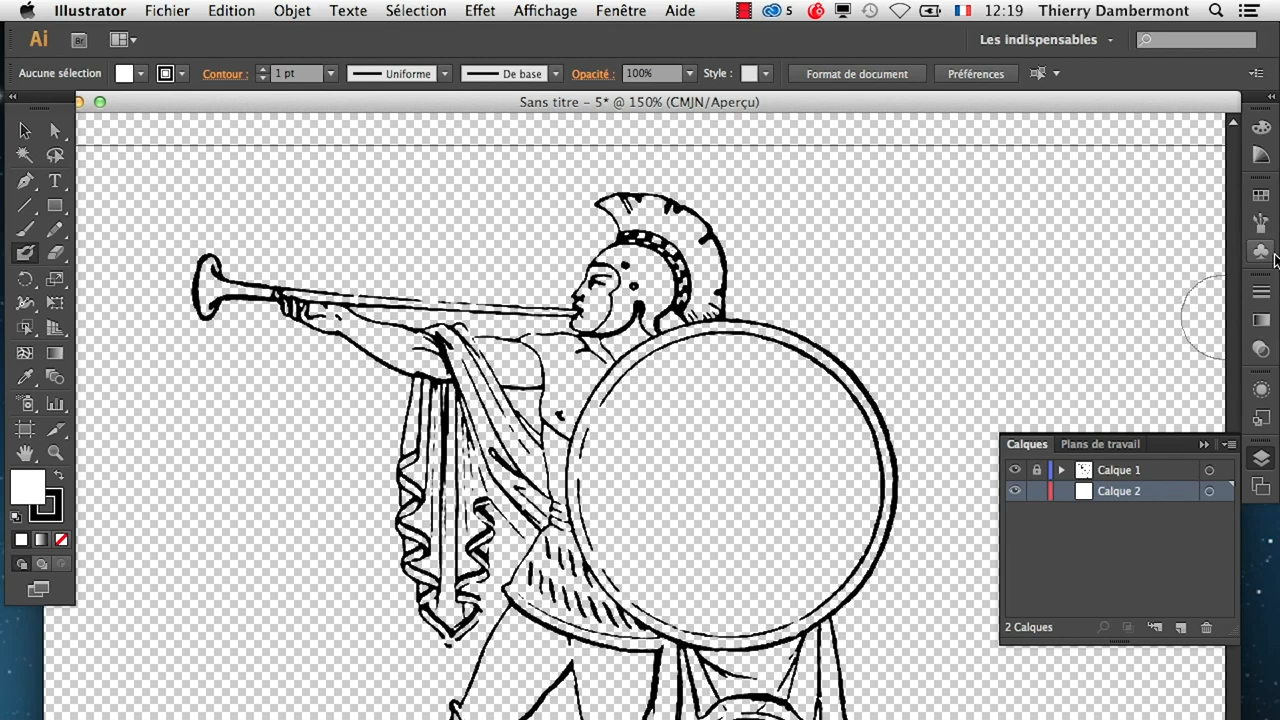 Illustrator Fichier Edition Objet Texte Sélection Effet Affichage Fenêtre Aide 5 12:19 Thierry Dambermont
Ai Br Les indispensables
Aucune sélection Contour : 1 pt Uniforme De base Opacité : 100% Style : Format de document Préférences
Sans titre – 5* @ 150% (CMJN/Aperçu)
T
Calques Plans de travail
Calque 1
Calque 2
2 Calques